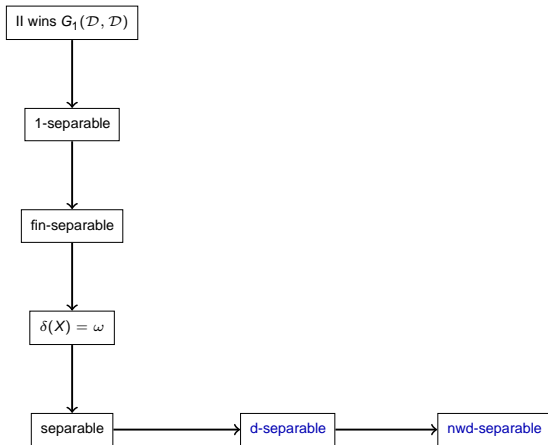 II wins G₁(𝒟, 𝒟)
1-separable
fin-separable
δ(X) = ω
separable
d-separable
nwd-separable